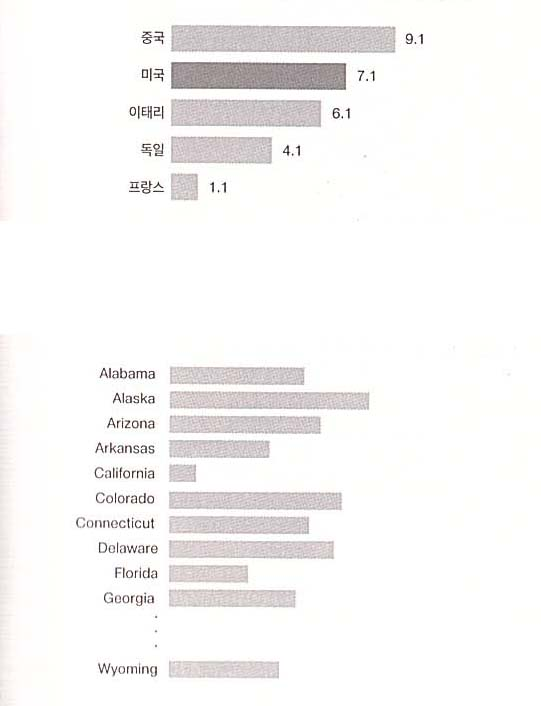 중국 9.1
미국 7.1
이태리 6.1
독일 4.1
프랑스 1.1
Alabama
Alaska
Arizona
Arkansas
California
Colorado
Connecticut
Delaware
Florida
Georgia
.
.
.
Wyoming